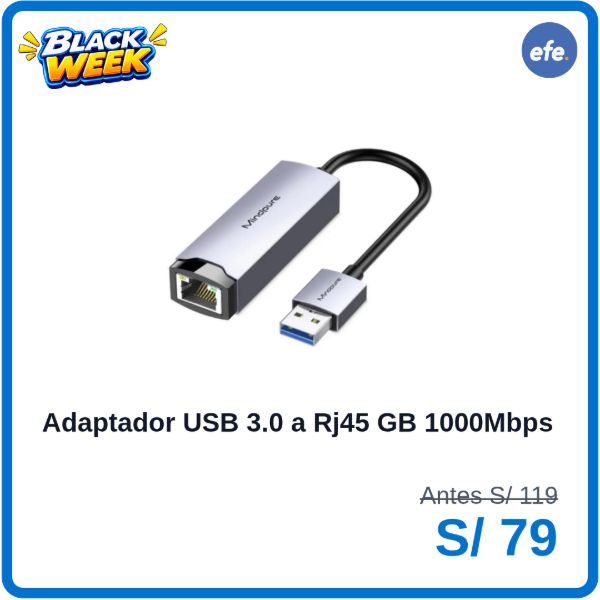 BLACK
WEEK
efe.
Mindpure
Mindpure
Adaptador USB 3.0 a Rj45 GB 1000Mbps
Antes S/ 119
S/ 79